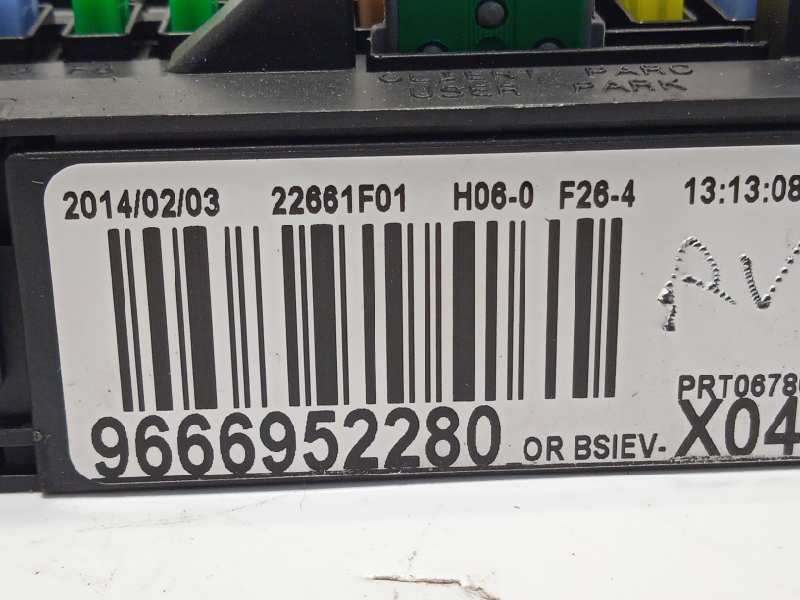 CLIENT PARC
USER PARK
2014/02/03 22661F01 H06-0 F26-4 13:13:08
AV
PRT0678
9666952280 OR BSIEV- X04